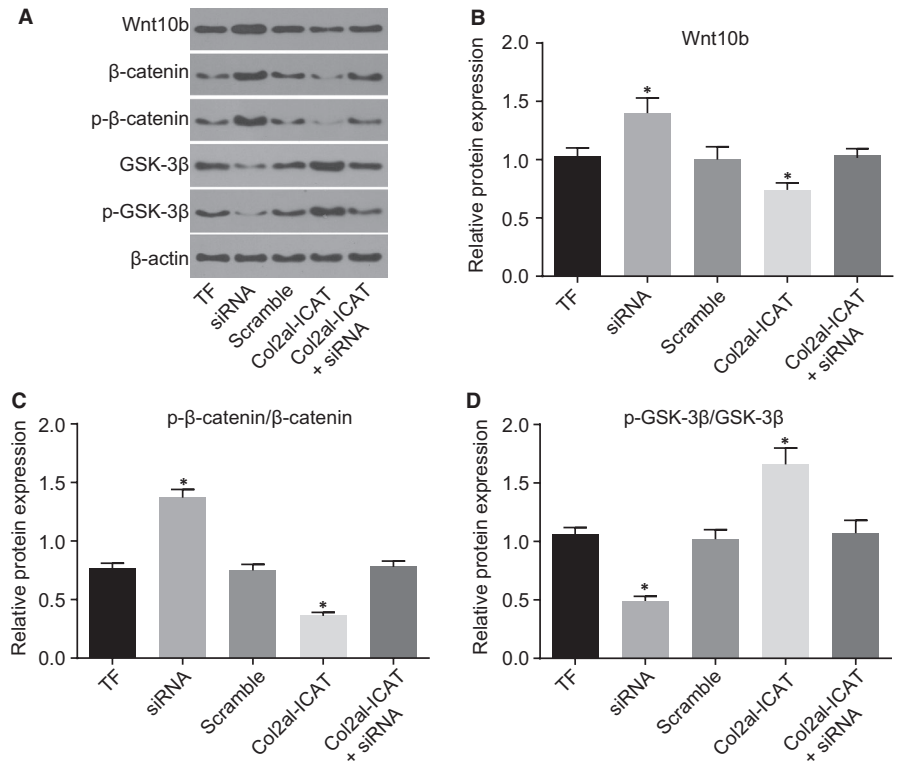 A
Wnt10b
β-catenin
p-β-catenin
GSK-3β
p-GSK-3β
β-actin
TF
siRNA
Scramble
Col2al-ICAT
Col2al-ICAT
+ siRNA
B
Wnt10b
Relative protein expression
2.0
1.5
1.0
0.5
0.0
*
*
TF
siRNA
Scramble
Col2al-ICAT
Col2al-ICAT
+ siRNA
C
p-β-catenin/β-catenin
Relative protein expression
2.0
1.5
1.0
0.5
0.0
*
*
TF
siRNA
Scramble
Col2al-ICAT
Col2al-ICAT
+ siRNA
D
p-GSK-3β/GSK-3β
Relative protein expression
2.0
1.5
1.0
0.5
0.0
*
*
TF
siRNA
Scramble
Col2al-ICAT
Col2al-ICAT
+ siRNA